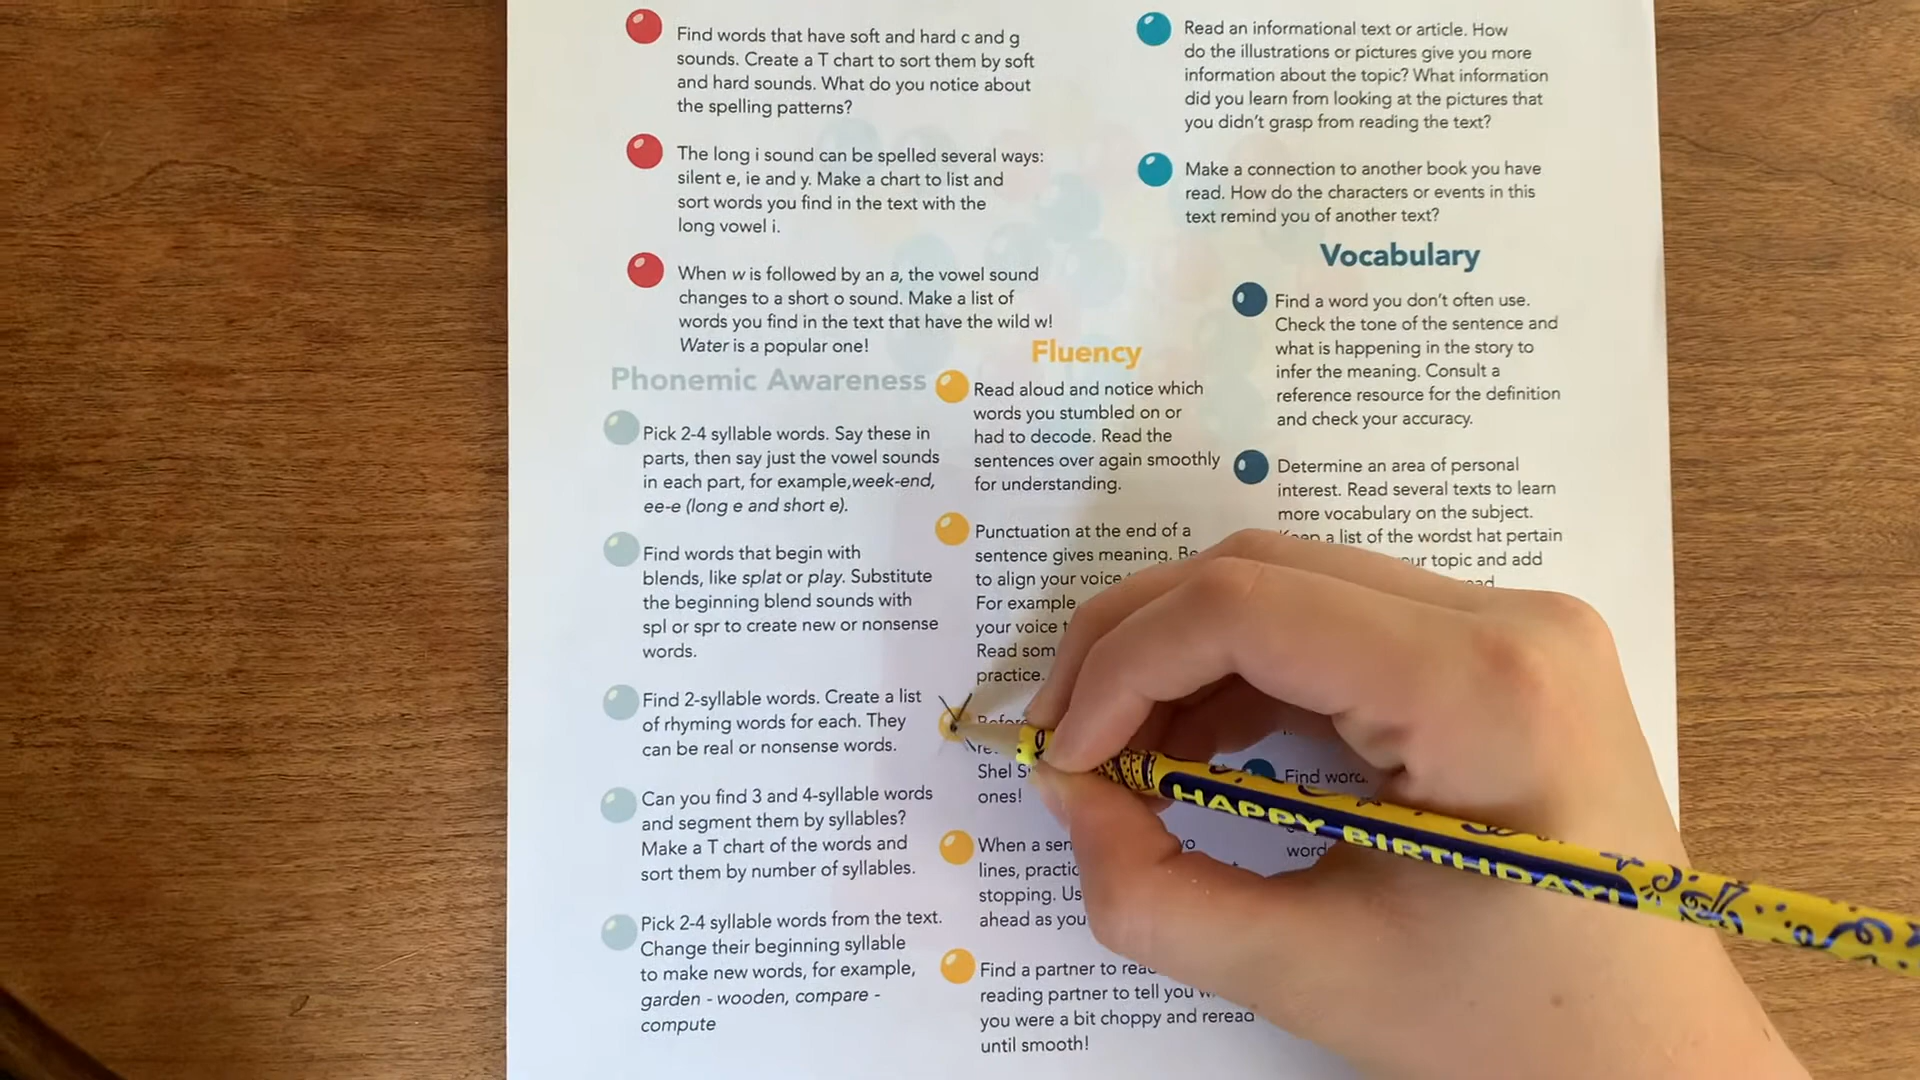 Find words that have soft and hard c and g
sounds. Create a T chart to sort them by soft
and hard sounds. What do you notice about
the spelling patterns?
The long i sound can be spelled several ways:
silent e, ie and y. Make a chart to list and
sort words you find in the text with the
long vowel i.
When w is followed by an a, the vowel sound
changes to a short o sound. Make a list of
words you find in the text that have the wild w!
Water is a popular one!
Phonemic Awareness
Pick 2-4 syllable words. Say these in
parts, then say just the vowel sounds
in each part, for example,week-end,
ee-e (long e and short e).
Find words that begin with
blends, like splat or play. Substitute
the beginning blend sounds with
spl or spr to create new or nonsense
words.
Find 2-syllable words. Create a list
of rhyming words for each. They
can be real or nonsense words.
Can you find 3 and 4-syllable words
and segment them by syllables?
Make a T chart of the words and
sort them by number of syllables.
Pick 2-4 syllable words from the text.
Change their beginning syllable
to make new words, for example,
garden - wooden, compare -
compute
Fluency
Read aloud and notice which
words you stumbled on or
had to decode. Read the
sentences over again smoothly
for understanding.
Punctuation at the end of a
sentence gives meaning.
to align your voice
For example
your voice
Read som
practice.
Shel
ones!
When a
lines,
stopping.
ahead as you
Find a partner to
reading partner to tell you
you were a bit choppy and reread
until smooth!
Read an informational text or article. How
do the illustrations or pictures give you more
information about the topic? What information
did you learn from looking at the pictures that
you didn't grasp from reading the text?
Make a connection to another book you have
read. How do the characters or events in this
text remind you of another text?
Vocabulary
Find a word you don't often use.
Check the tone of the sentence and
what is happening in the story to
infer the meaning. Consult a
reference resource for the definition
and check your accuracy.
Determine an area of personal
interest. Read several texts to learn
more vocabulary on the subject.
a list of the wordst hat pertain
topic and add
Find
word
HAPPY BIRTHDAY!